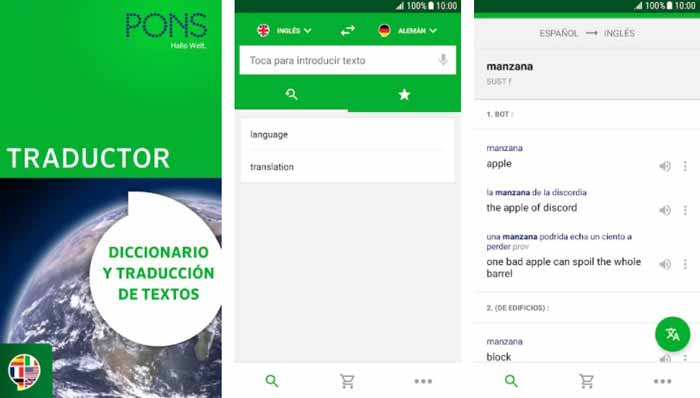 PONS
Hallo Welt.
TRADUCTOR
DICCIONARIO
Y TRADUCCIÓN
DE TEXTOS
100% 10:00
INGLÉS
ALEMÁN
Toca para introducir texto
language
translation
100% 10:00
ESPAÑOL → INGLÉS
manzana
SUST f
1. BOT :
manzana
apple
la manzana de la discordia
the apple of discord
una manzana podrida echa un ciento a
perder prov
one bad apple can spoil the whole
barrel
2. (DE EDIFICIOS) :
manzana
block